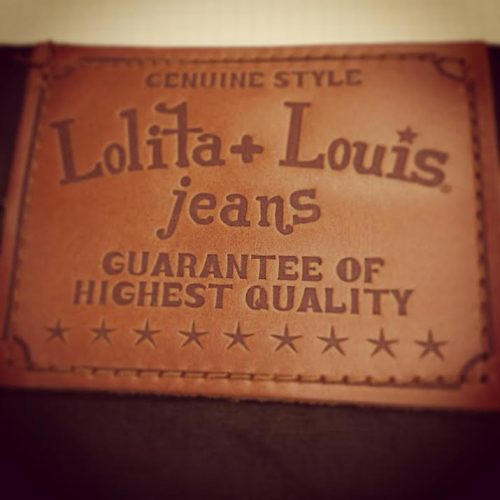 GENUINE STYLE
Lolita + Louis®
jeans
GUARANTEE OF
HIGHEST QUALITY